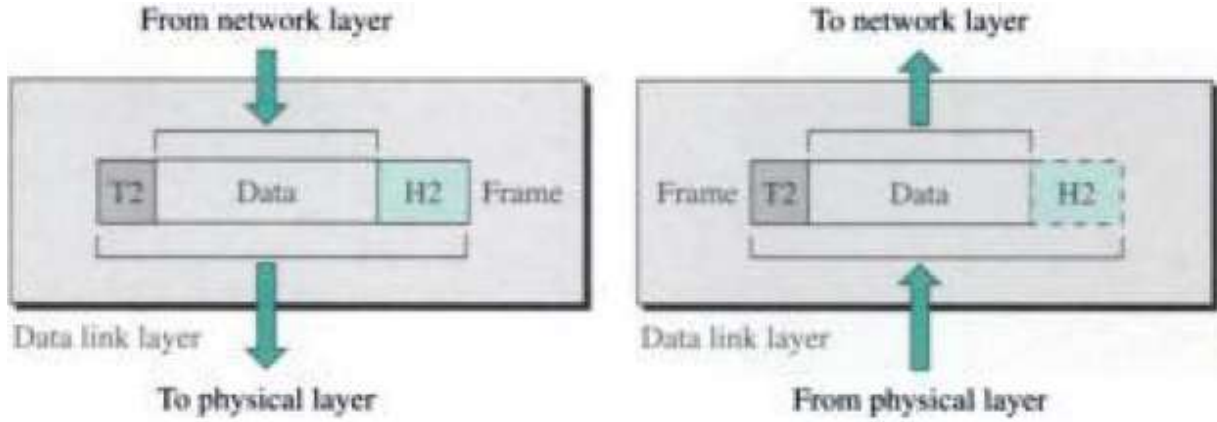 From network layer
T2 Data H2 Frame
Data link layer
To physical layer
To network layer
Frame T2 Data H2
Data link layer
From physical layer